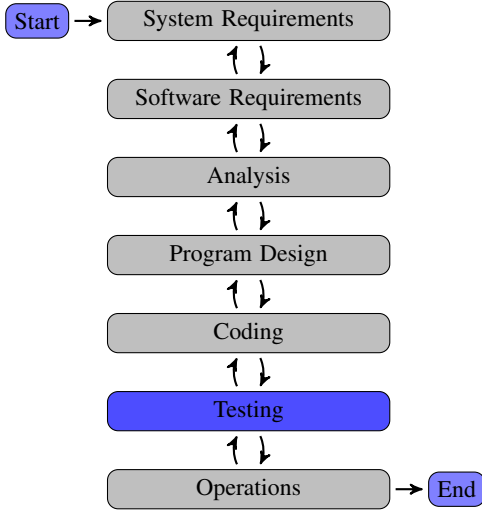 Start
System Requirements
Software Requirements
Analysis
Program Design
Coding
Testing
Operations
End